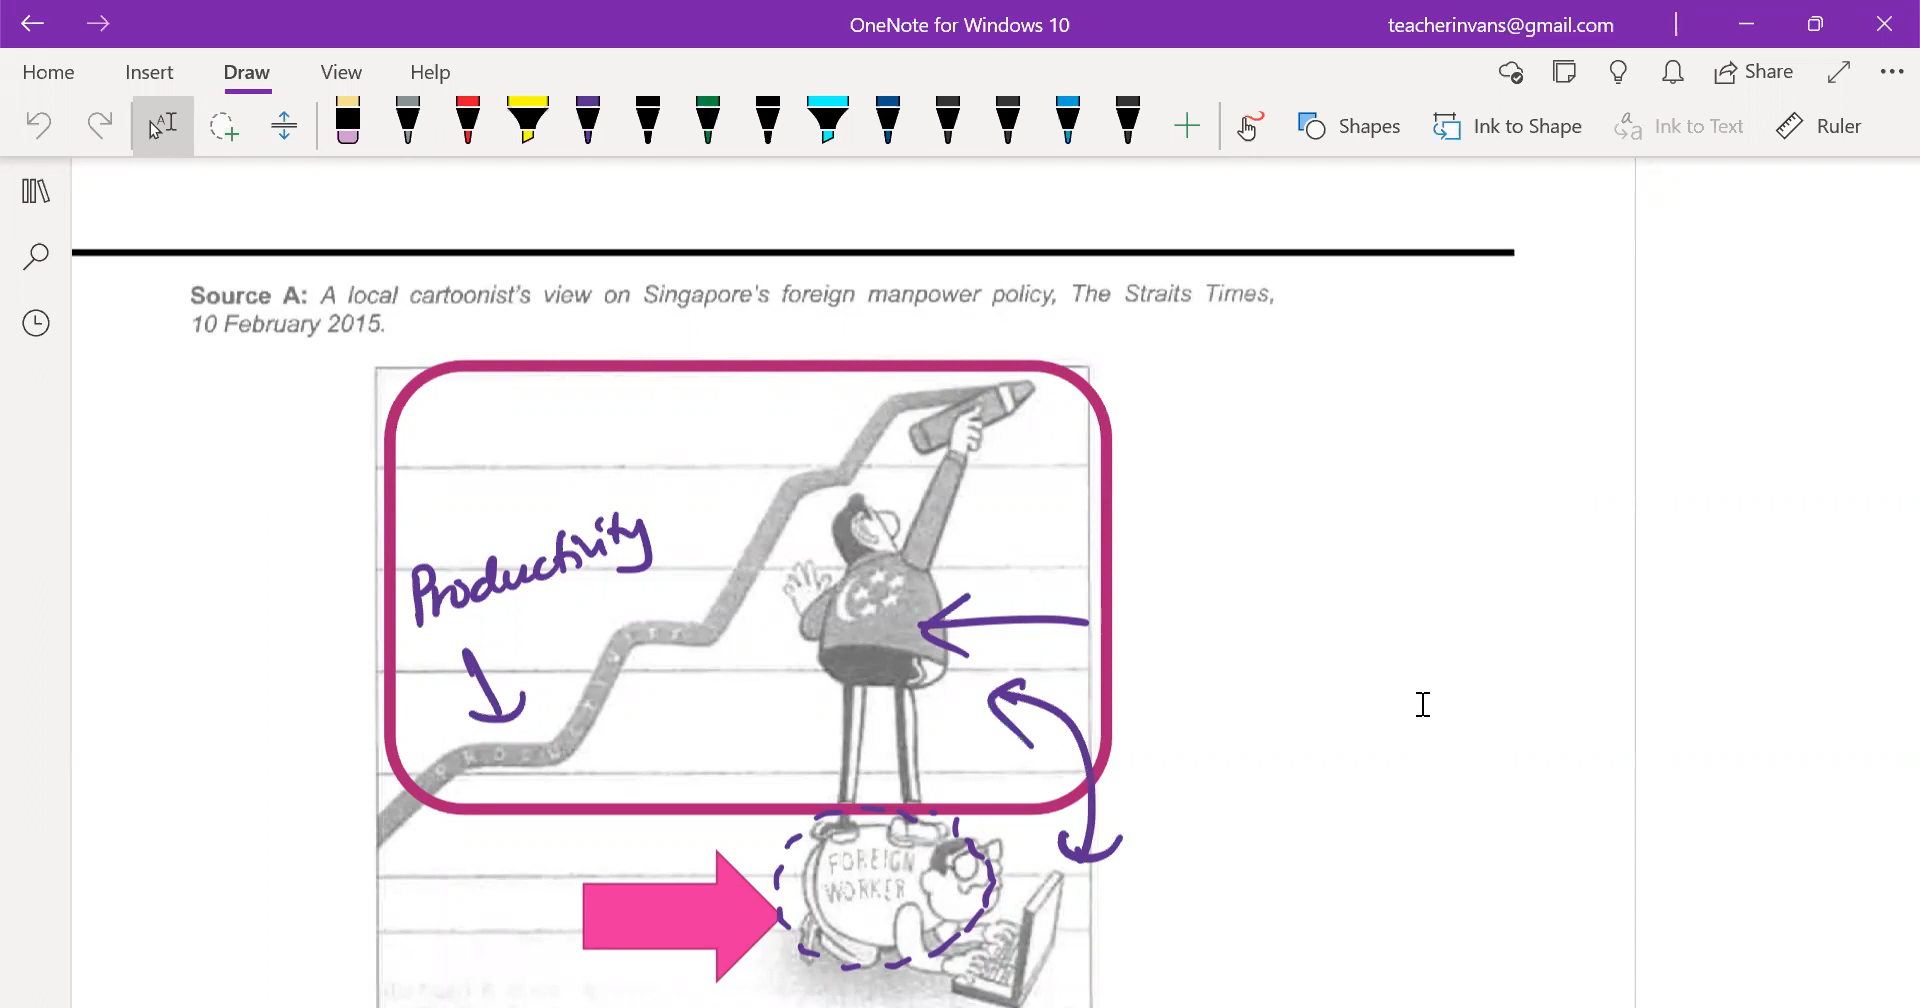 OneNote for Windows 10
teacherinvans@gmail.com
Home
Insert
Draw
View
Help
Share
Shapes
Ink to Shape
Ink to Text
Ruler
Source A: A local cartoonist's view on Singapore's foreign manpower policy, The Straits Times,
10 February 2015.
Productivity
PRODUCTIVITY
FOREIGN
WORKER